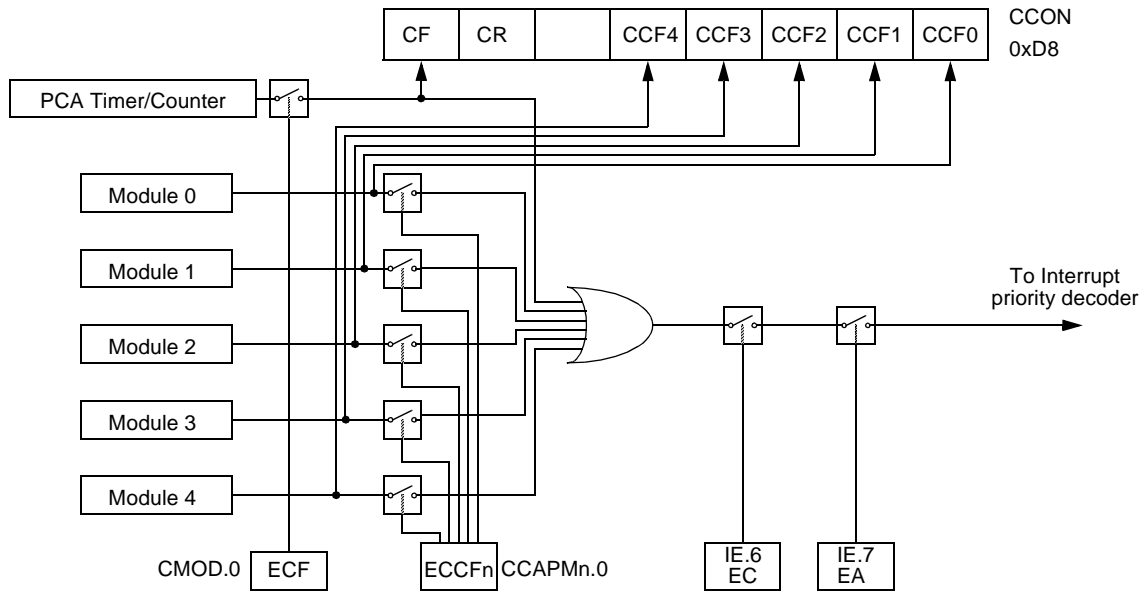 CF CR CCF4 CCF3 CCF2 CCF1 CCF0
CCON
0xD8
PCA Timer/Counter
Module 0
Module 1
Module 2
Module 3
Module 4
To Interrupt
priority decoder
CMOD.0 ECF
ECCFn CCAPMn.0
IE.6
EC
IE.7
EA